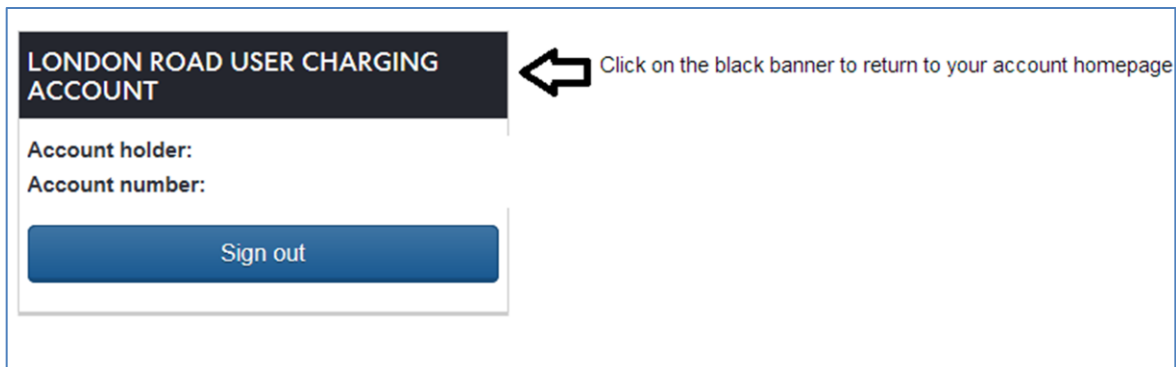 LONDON ROAD USER CHARGING
ACCOUNT
Click on the black banner to return to your account homepage
Account holder:
Account number:
Sign out